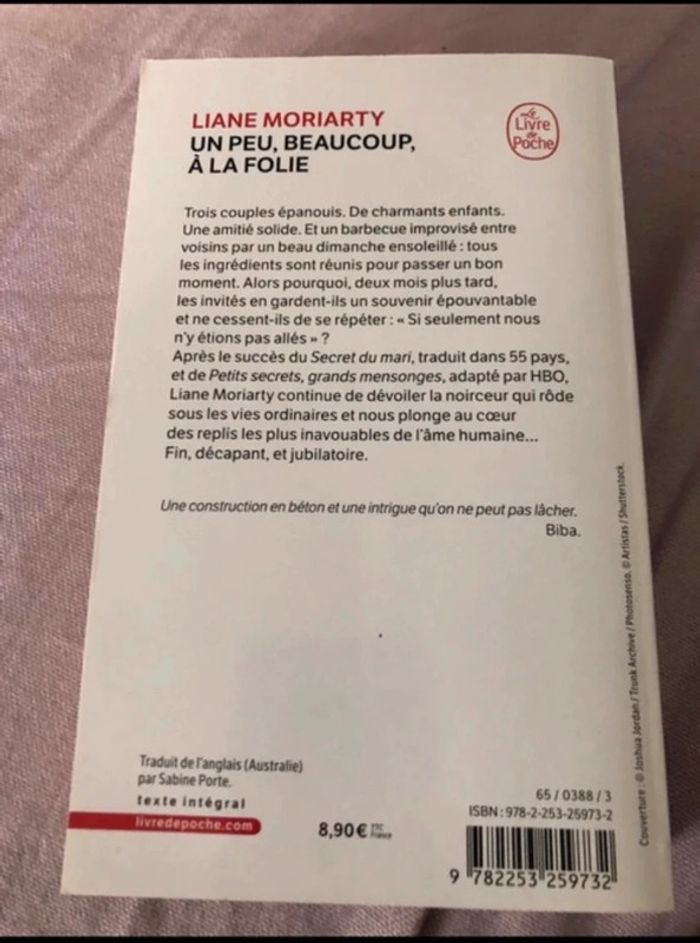 LIANE MORIARTY
UN PEU, BEAUCOUP,
À LA FOLIE
Le
Livre
de
Poche
Trois couples épanouis. De charmants enfants.
Une amitié solide. Et un barbecue improvisé entre
voisins par un beau dimanche ensoleillé : tous
les ingrédients sont réunis pour passer un bon
moment. Alors pourquoi, deux mois plus tard,
les invités en gardent-ils un souvenir épouvantable
et ne cessent-ils de se répéter : « Si seulement nous
n'y étions pas allés » ?
Après le succès du Secret du mari, traduit dans 55 pays,
et de Petits secrets, grands mensonges, adapté par HBO,
Liane Moriarty continue de dévoiler la noirceur qui rôde
sous les vies ordinaires et nous plonge au cœur
des replis les plus inavouables de l'âme humaine...
Fin, décapant, et jubilatoire.
Une construction en béton et une intrigue qu'on ne peut pas lâcher.
Biba.
Traduit de l'anglais (Australie)
par Sabine Porte.
texte intégral
livredepoche.com
8,90 € TTC
France
65 / 0388 / 3
ISBN : 978-2-253-25973-2
9 782253 259732
Couverture : © Joshua Jordan / Trunk Archive / Photosenso. © Artistas / Shutterstock.